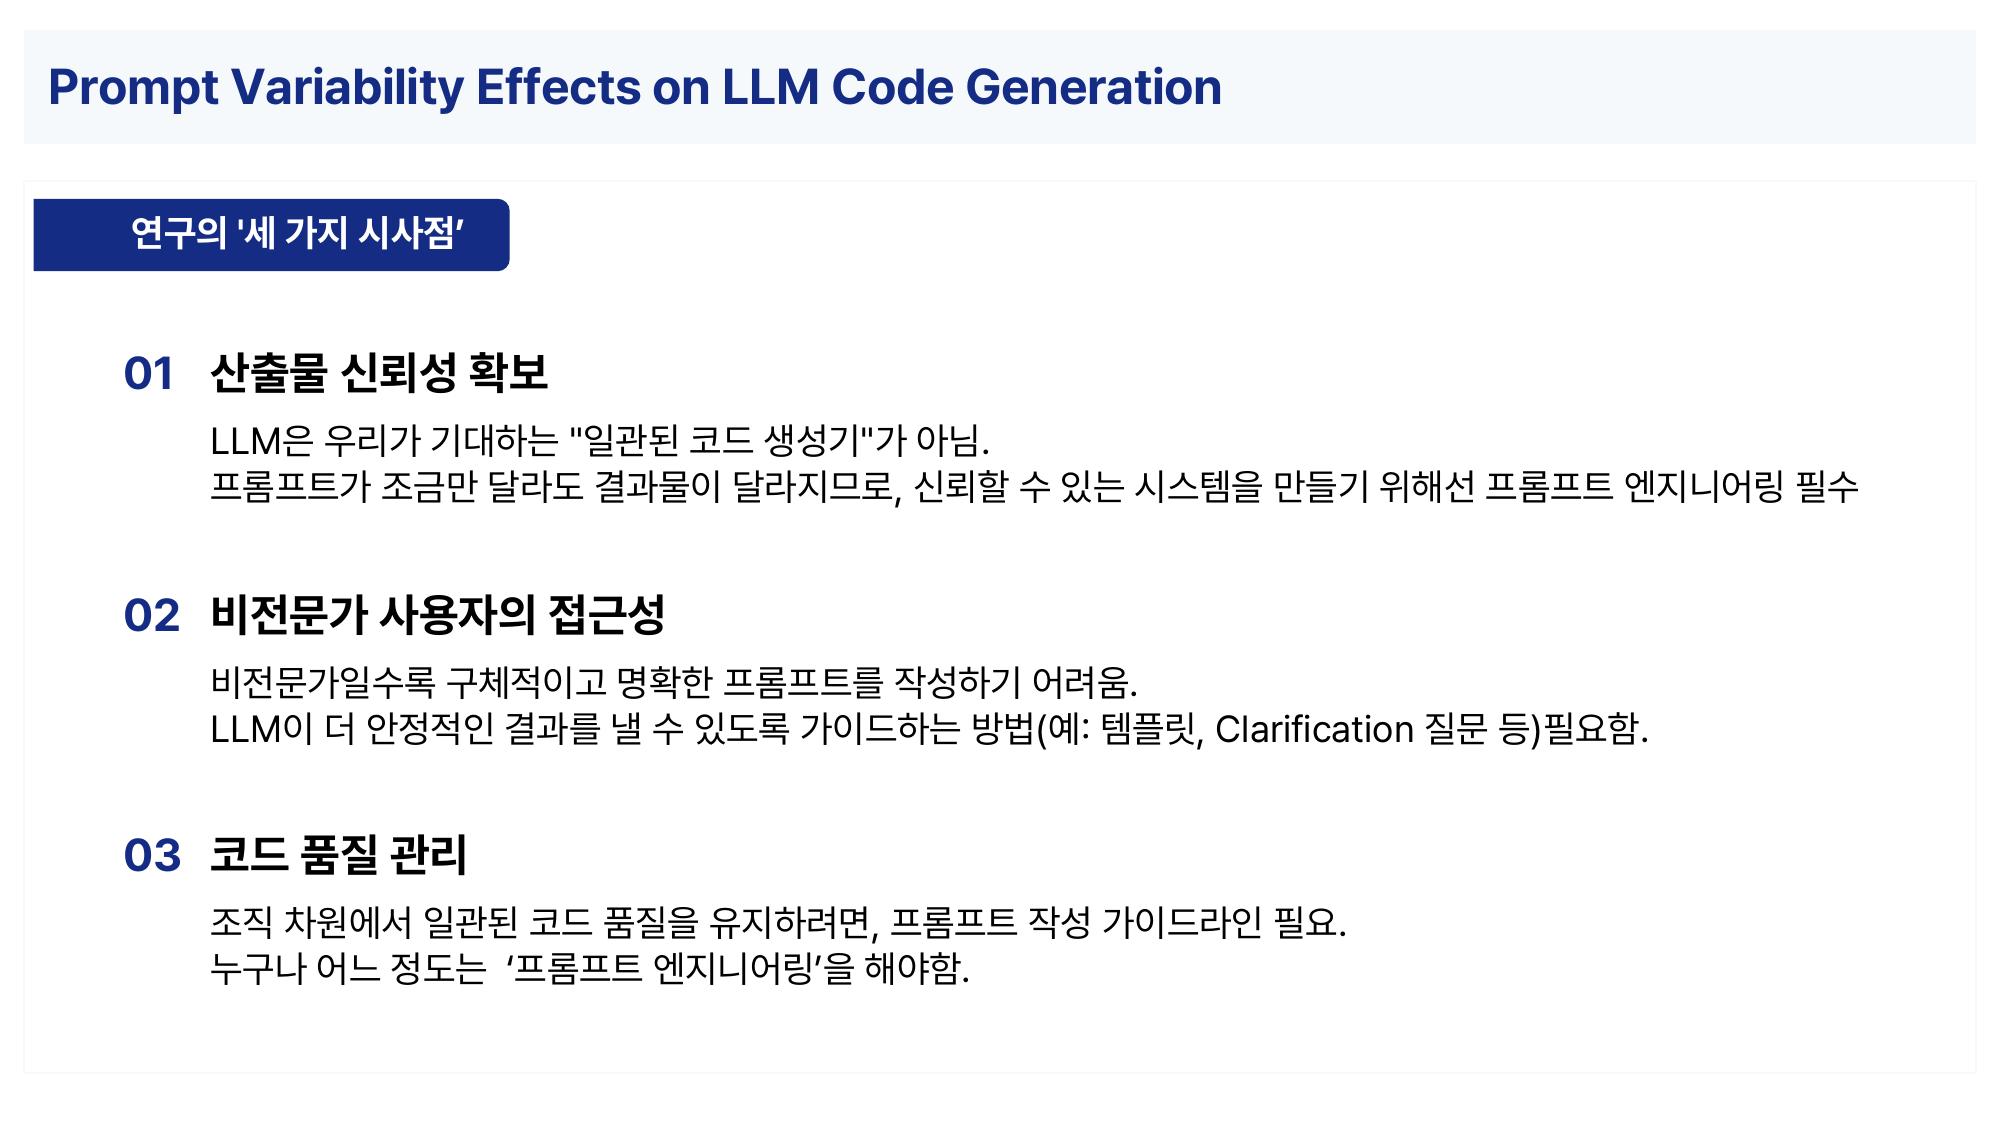 Prompt Variability Effects on LLM Code Generation
연구의 '세 가지 시사점’
01 산출물 신뢰성 확보
LLM은 우리가 기대하는 "일관된 코드 생성기"가 아님.
프롬프트가 조금만 달라도 결과물이 달라지므로, 신뢰할 수 있는 시스템을 만들기 위해선 프롬프트 엔지니어링 필수
02 비전문가 사용자의 접근성
비전문가일수록 구체적이고 명확한 프롬프트를 작성하기 어려움.
LLM이 더 안정적인 결과를 낼 수 있도록 가이드하는 방법(예: 템플릿, Clarification 질문 등)필요함.
03 코드 품질 관리
조직 차원에서 일관된 코드 품질을 유지하려면, 프롬프트 작성 가이드라인 필요.
누구나 어느 정도는  ‘프롬프트 엔지니어링’을 해야함.